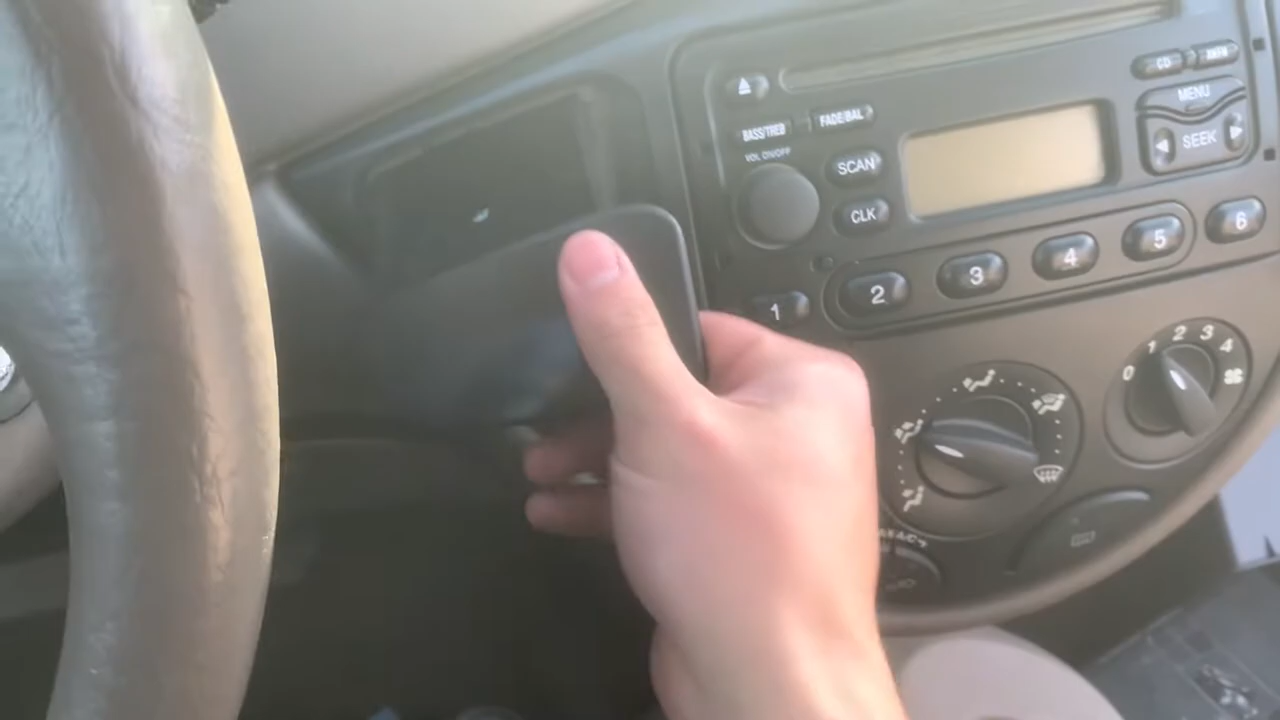 CD AM/FM
MENU
BASS/TREB FADE/BAL
VOL ON/OFF
SCAN
SEEK
CLK
1 2 3 4 5 6
0 1 2 3 4
MAX A/C